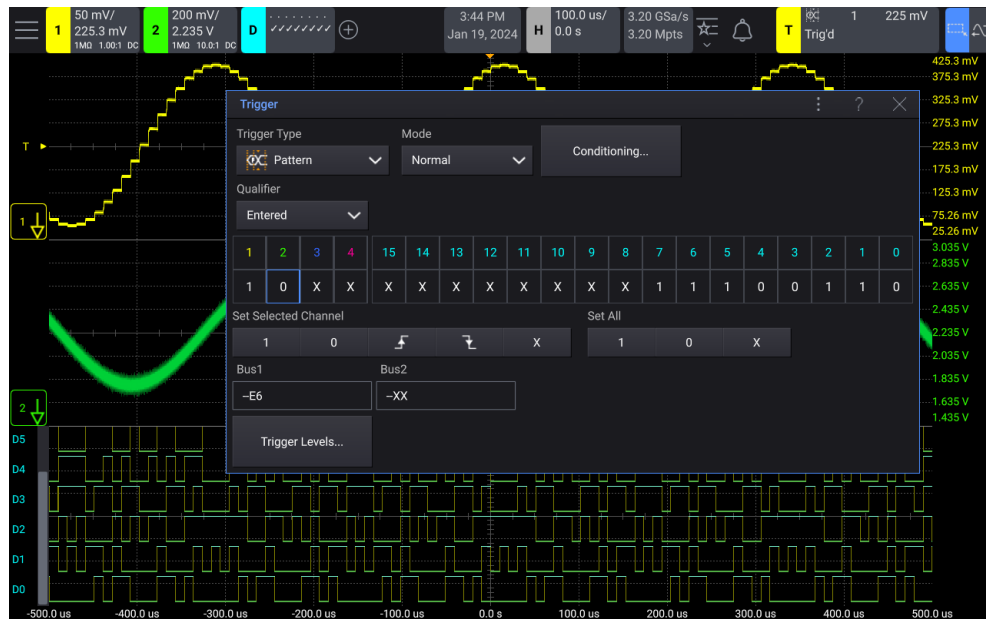 50 mV/ 200 mV/ 3:44 PM 100.0 us/ 3.20 GSa/s 1 225 mV
1 225.3 mV 2 2.235 V D Jan 19, 2024 H 0.0 s 3.20 Mpts T Trig'd
1MΩ 1.00:1 DC 1MΩ 10.0:1 DC
425.3 mV
375.3 mV
Trigger ? 325.3 mV
275.3 mV
Trigger Type Mode
T Pattern Normal Conditioning... 225.3 mV
175.3 mV
Qualifier
125.3 mV
Entered 75.26 mV
1 25.26 mV
1 2 3 4 15 14 13 12 11 10 9 8 7 6 5 4 3 2 1 0 3.035 V
2.835 V
1 0 X X X X X X X X X X 1 1 1 0 0 1 1 0 2.635 V
Set Selected Channel Set All 2.435 V
1 0 X 1 0 X 2.235 V
2.035 V
Bus1 Bus2
1.835 V
--E6 --XX 1.635 V
2 1.435 V
D5 Trigger Levels...
D4
D3
D2
D1
D0
-500.0 us -400.0 us -300.0 us -200.0 us -100.0 us 0.0 s 100.0 us 200.0 us 300.0 us 400.0 us 500.0 us